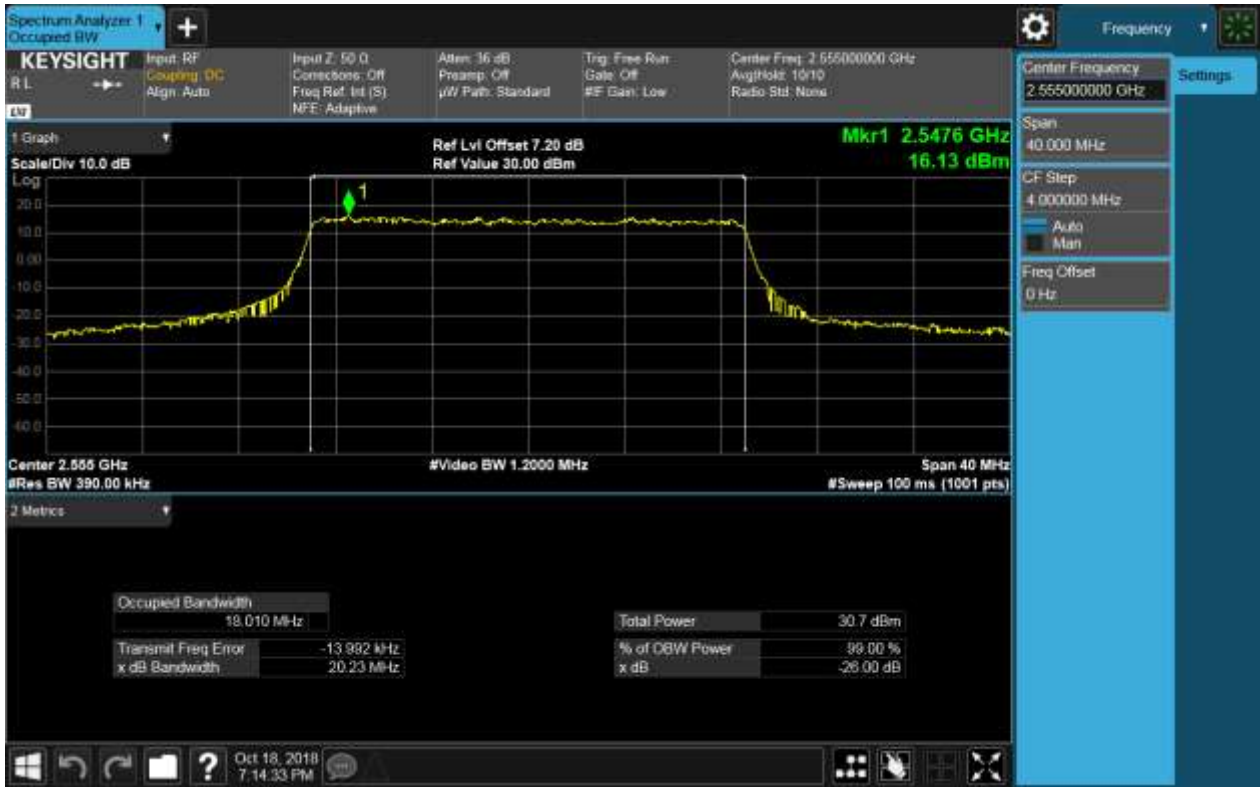 Spectrum Analyzer 1
Occupied BW
Frequency
KEYSIGHT
R L
Input: RF
Coupling: DC
Align: Auto
Input Z: 50 Ω
Corrections: Off
Freq Ref: Int (S)
NFE: Adaptive
Atten: 36 dB
Preamp: Off
µW Path: Standard
Trig: Free Run
Gate: Off
#IF Gain: Low
Center Freq: 2.555000000 GHz
Avg|Hold: 10/10
Radio Std: None
Center Frequency
2.555000000 GHz
Settings
Span
40.000 MHz
CF Step
4.000000 MHz
Auto
Man
Freq Offset
0 Hz
1 Graph
Scale/Div 10.0 dB
Ref Lvl Offset 7.20 dB
Ref Value 30.00 dBm
Mkr1 2.5476 GHz
16.13 dBm
Log
20.0
10.0
0.00
-10.0
-20.0
-30.0
-40.0
-50.0
-60.0
1
Center 2.555 GHz
#Res BW 390.00 kHz
#Video BW 1.2000 MHz
Span 40 MHz
#Sweep 100 ms (1001 pts)
2 Metrics
Occupied Bandwidth
18.010 MHz
Transmit Freq Error -13.992 kHz
x dB Bandwidth 20.23 MHz
Total Power 30.7 dBm
% of OBW Power 99.00 %
x dB -26.00 dB
?
Oct 18, 2018
7:14:33 PM